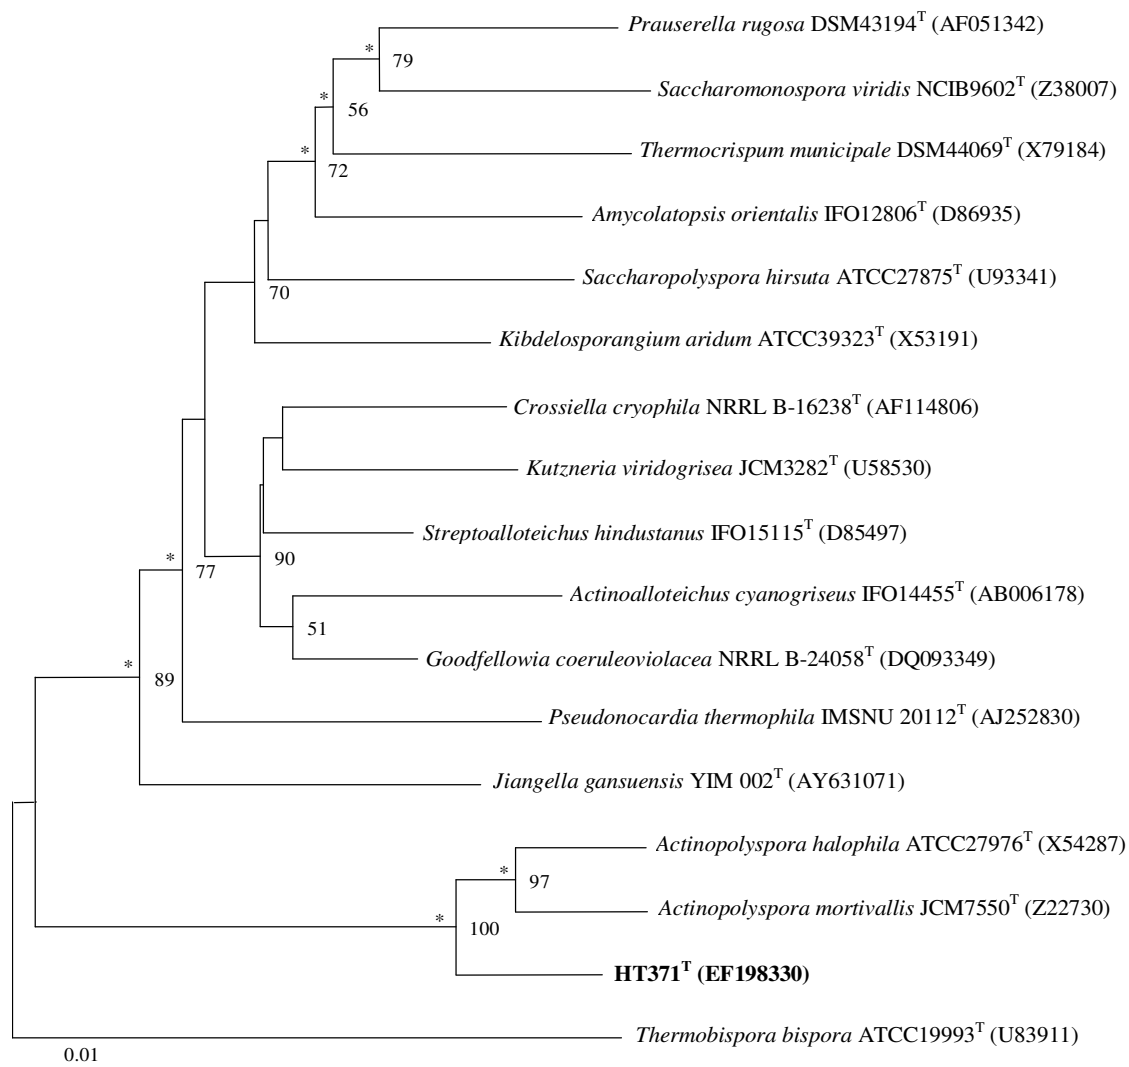 Prauserella rugosa DSM43194T (AF051342)
*
79
Saccharomonospora viridis NCIB9602T (Z38007)
*
56
Thermocrispum municipale DSM44069T (X79184)
*
72
Amycolatopsis orientalis IFO12806T (D86935)
Saccharopolyspora hirsuta ATCC27875T (U93341)
70
Kibdelosporangium aridum ATCC39323T (X53191)
Crossiella cryophila NRRL B-16238T (AF114806)
Kutzneria viridogrisea JCM3282T (U58530)
Streptoalloteichus hindustanus IFO15115T (D85497)
*
77
90
Actinoalloteichus cyanogriseus IFO14455T (AB006178)
51
Goodfellowia coeruleoviolacea NRRL B-24058T (DQ093349)
*
89
Pseudonocardia thermophila IMSNU 20112T (AJ252830)
Jiangella gansuensis YIM 002T (AY631071)
Actinopolyspora halophila ATCC27976T (X54287)
*
97
Actinopolyspora mortivallis JCM7550T (Z22730)
*
100
HT371T (EF198330)
Thermobispora bispora ATCC19993T (U83911)
0.01